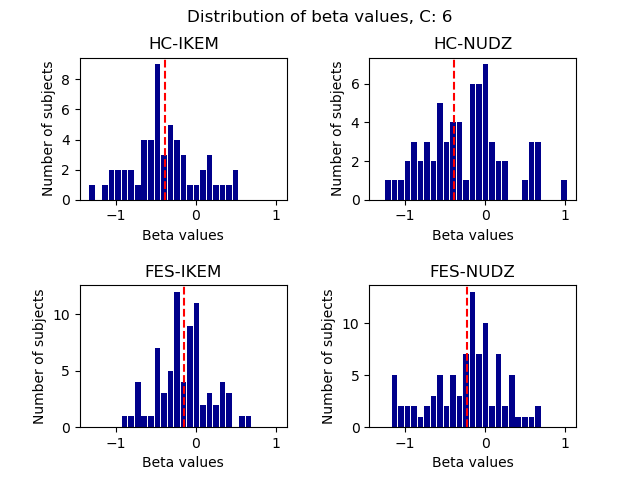 Distribution of beta values, C: 6
HC-IKEM
HC-NUDZ
Number of subjects
0
2
4
6
8
−1
0
1
Beta values
Number of subjects
0
2
4
6
−1
0
1
Beta values
FES-IKEM
FES-NUDZ
Number of subjects
0
5
10
−1
0
1
Beta values
Number of subjects
0
5
10
−1
0
1
Beta values